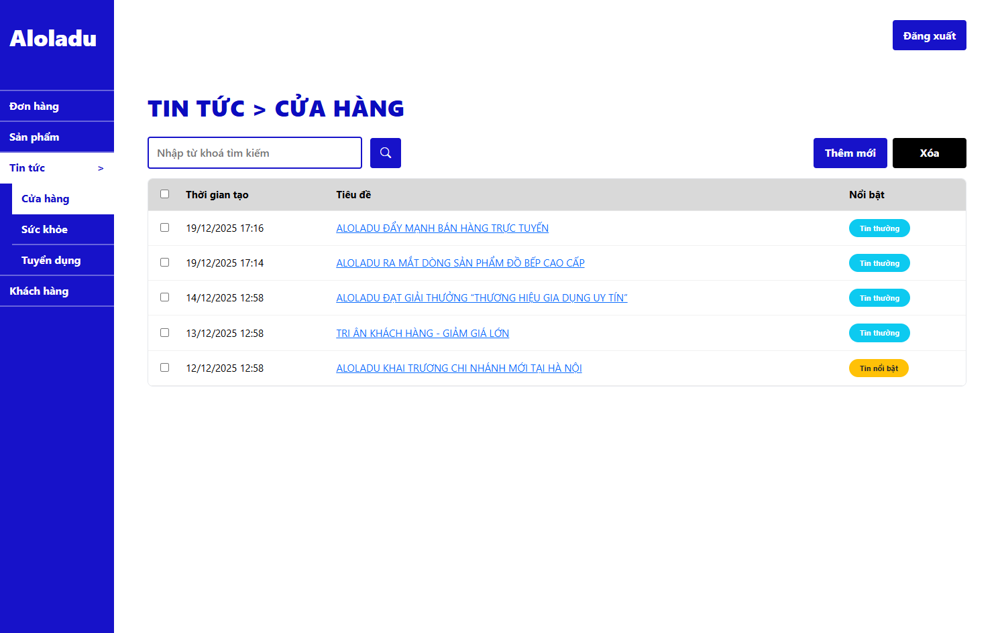 Aloladu
Đăng xuất
Đơn hàng
Sản phẩm
Tin tức >
Cửa hàng
Sức khỏe
Tuyển dụng
Khách hàng
TIN TỨC > CỬA HÀNG
Nhập từ khoá tìm kiếm
Thêm mới
Xóa
Thời gian tạo Tiêu đề Nổi bật
19/12/2025 17:16 ALOLADU ĐẨY MẠNH BÁN HÀNG TRỰC TUYẾN Tin thường
19/12/2025 17:14 ALOLADU RA MẮT DÒNG SẢN PHẨM ĐỒ BẾP CAO CẤP Tin thường
14/12/2025 12:58 ALOLADU ĐẠT GIẢI THƯỞNG “THƯƠNG HIỆU GIA DỤNG UY TÍN” Tin thường
13/12/2025 12:58 TRI ÂN KHÁCH HÀNG - GIẢM GIÁ LỚN Tin thường
12/12/2025 12:58 ALOLADU KHAI TRƯƠNG CHI NHÁNH MỚI TẠI HÀ NỘI Tin nổi bật